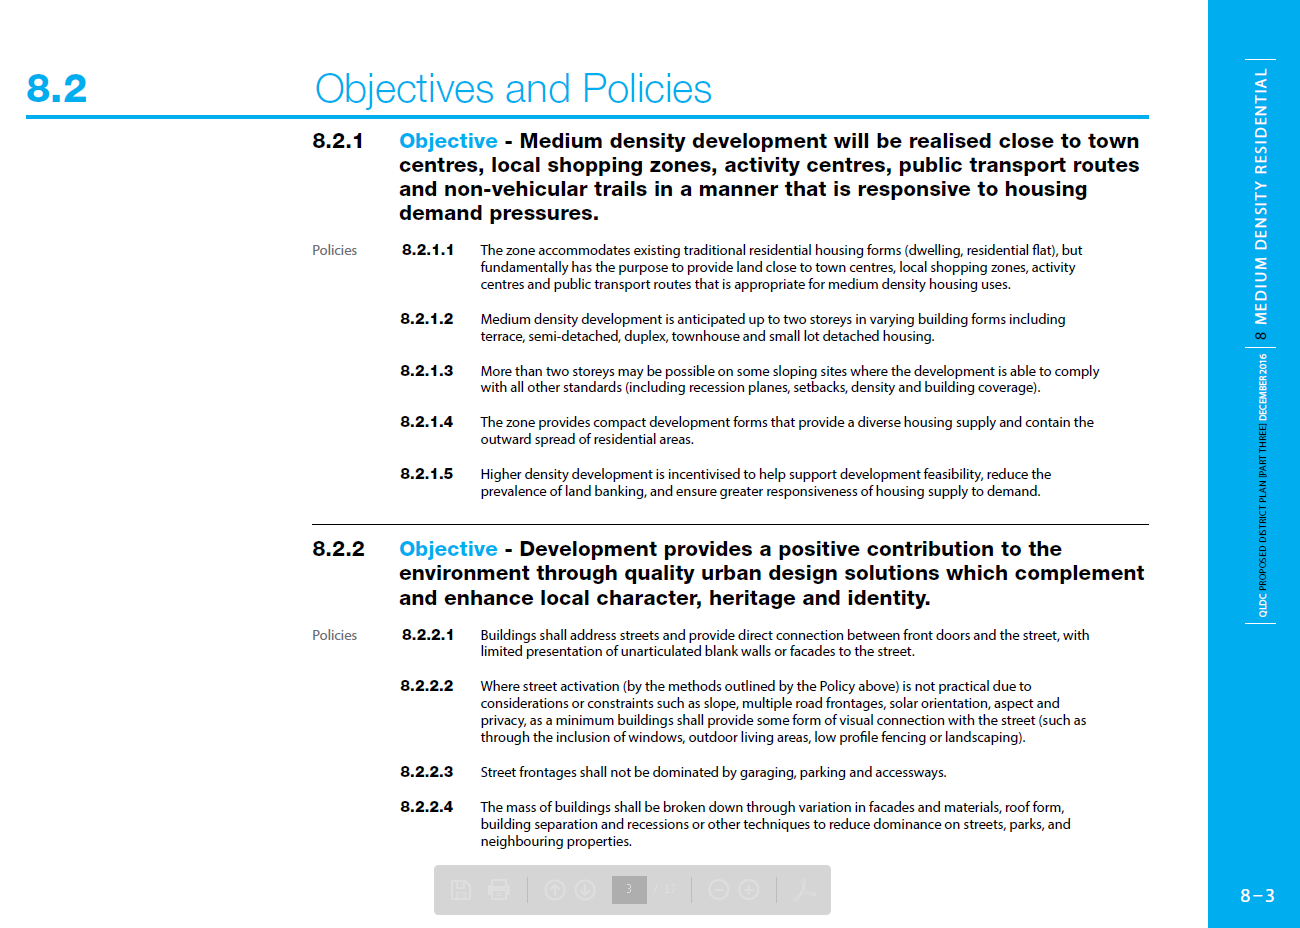 8.2 Objectives and Policies
8.2.1 Objective - Medium density development will be realised close to town
centres, local shopping zones, activity centres, public transport routes
and non-vehicular trails in a manner that is responsive to housing
demand pressures.
Policies 8.2.1.1 The zone accommodates existing traditional residential housing forms (dwelling, residential flat), but
fundamentally has the purpose to provide land close to town centres, local shopping zones, activity
centres and public transport routes that is appropriate for medium density housing uses.
8.2.1.2 Medium density development is anticipated up to two storeys in varying building forms including
terrace, semi-detached, duplex, townhouse and small lot detached housing.
8.2.1.3 More than two storeys may be possible on some sloping sites where the development is able to comply
with all other standards (including recession planes, setbacks, density and building coverage).
8.2.1.4 The zone provides compact development forms that provide a diverse housing supply and contain the
outward spread of residential areas.
8.2.1.5 Higher density development is incentivised to help support development feasibility, reduce the
prevalence of land banking, and ensure greater responsiveness of housing supply to demand.
8.2.2 Objective - Development provides a positive contribution to the
environment through quality urban design solutions which complement
and enhance local character, heritage and identity.
Policies 8.2.2.1 Buildings shall address streets and provide direct connection between front doors and the street, with
limited presentation of unarticulated blank walls or facades to the street.
8.2.2.2 Where street activation (by the methods outlined by the Policy above) is not practical due to
considerations or constraints such as slope, multiple road frontages, solar orientation, aspect and
privacy, as a minimum buildings shall provide some form of visual connection with the street (such as
through the inclusion of windows, outdoor living areas, low profile fencing or landscaping).
8.2.2.3 Street frontages shall not be dominated by garaging, parking and accessways.
8.2.2.4 The mass of buildings shall be broken down through variation in facades and materials, roof form,
building separation and recessions or other techniques to reduce dominance on streets, parks, and
neighbouring properties.
3 /
QLDC PROPOSED DISTRICT PLAN [PART THREE] DECEMBER 2016 8 MEDIUM DENSITY RESIDENTIAL
8–3